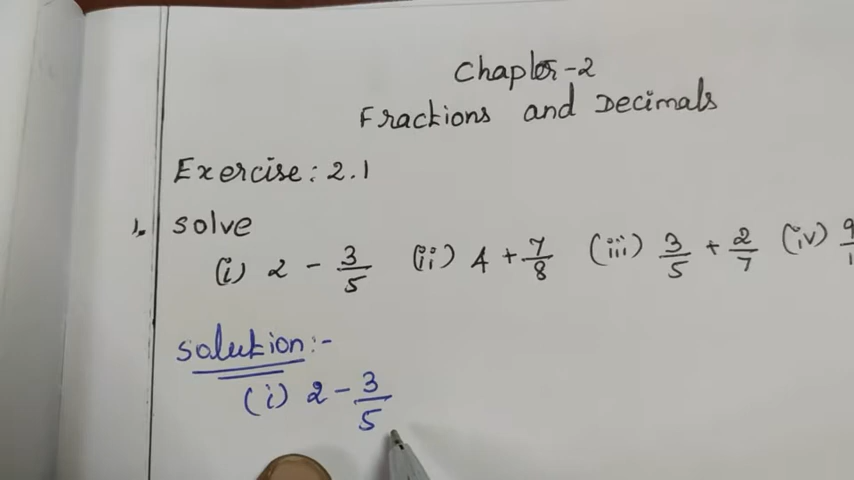 Chapter-2
Fractions and Decimals
Exercise: 2.1
1. solve
(i) 2 - 3/5 (ii) 4 + 7/8 (iii) 3/5 + 2/7 (iv)
solution:-
(i) 2 - 3/5